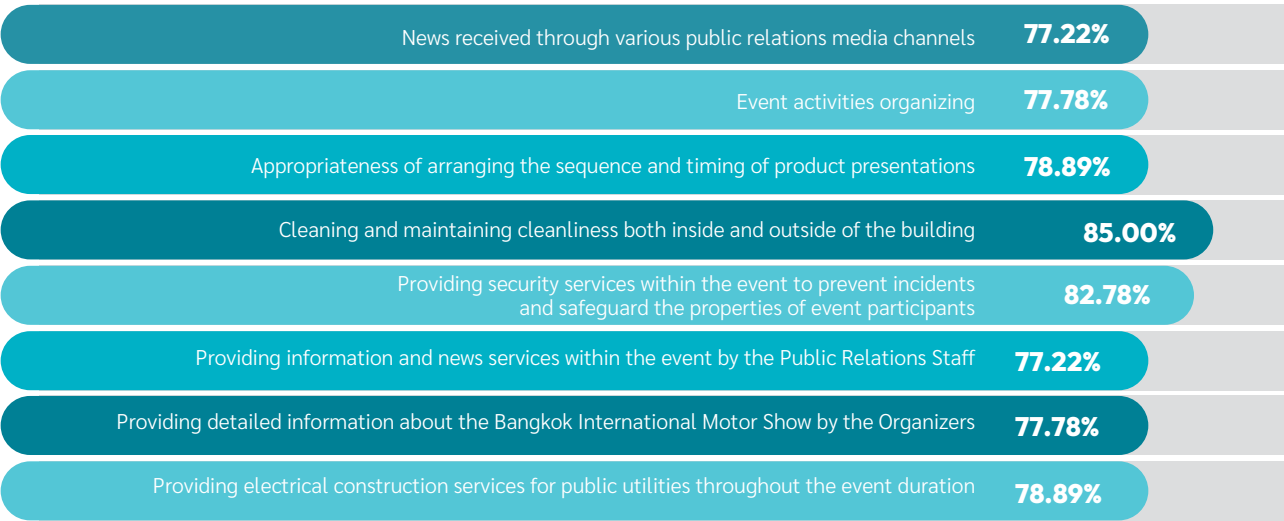 News received through various public relations media channels 77.22%
Event activities organizing 77.78%
Appropriateness of arranging the sequence and timing of product presentations 78.89%
Cleaning and maintaining cleanliness both inside and outside of the building 85.00%
Providing security services within the event to prevent incidents
and safeguard the properties of event participants 82.78%
Providing information and news services within the event by the Public Relations Staff 77.22%
Providing detailed information about the Bangkok International Motor Show by the Organizers 77.78%
Providing electrical construction services for public utilities throughout the event duration 78.89%